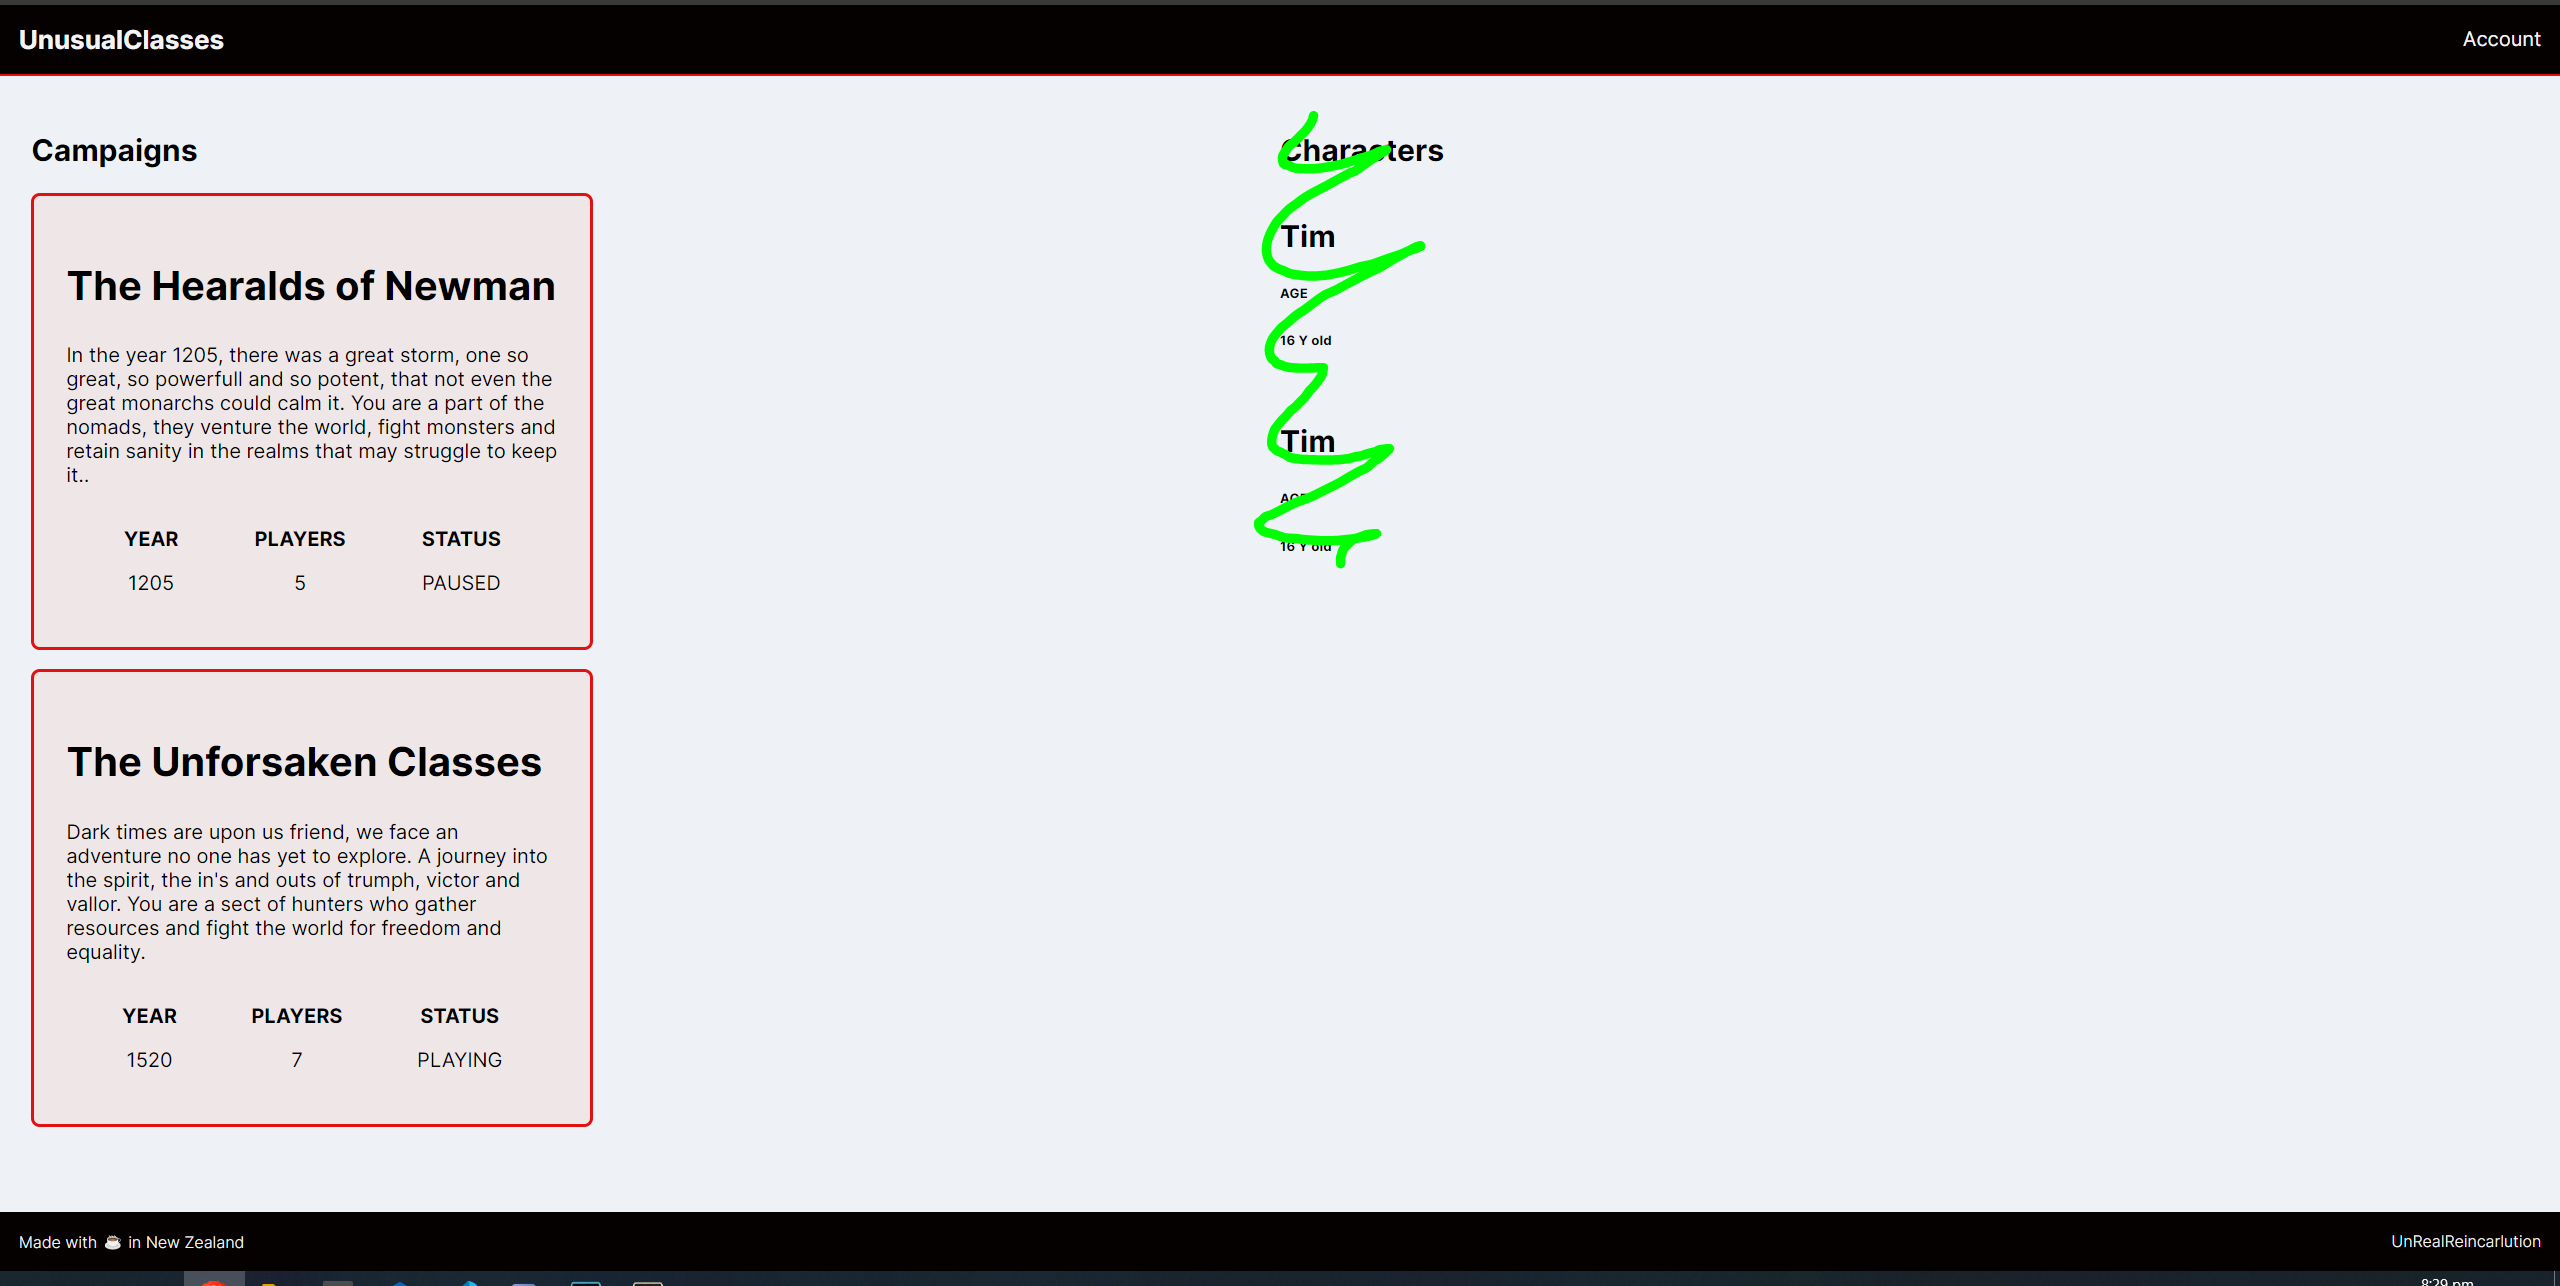 UnusualClasses
Account
Campaigns
The Hearalds of Newman
In the year 1205, there was a great storm, one so
great, so powerfull and so potent, that not even the
great monarchs could calm it. You are a part of the
nomads, they venture the world, fight monsters and
retain sanity in the realms that may struggle to keep
it..
YEAR PLAYERS STATUS
1205 5 PAUSED
The Unforsaken Classes
Dark times are upon us friend, we face an
adventure no one has yet to explore. A journey into
the spirit, the in's and outs of trumph, victor and
vallor. You are a sect of hunters who gather
resources and fight the world for freedom and
equality.
YEAR PLAYERS STATUS
1520 7 PLAYING
Characters
Tim
AGE
16 Y old
Tim
AGE
16 Y old
Made with ☕ in New Zealand
UnRealReincarlution
8:29 pm